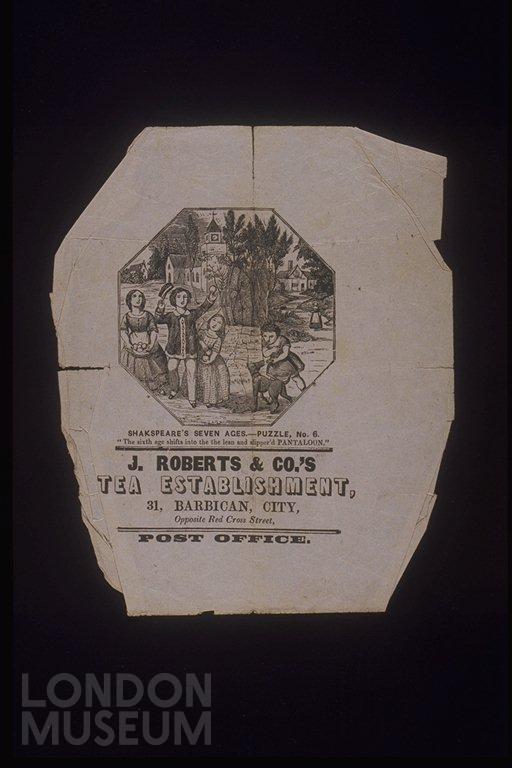 SHAKSPEARE'S SEVEN AGES.—PUZZLE, No. 6.
"The sixth age shifts into the the lean and slipper'd PANTALOON."
J. ROBERTS & CO.'S
TEA ESTABLISHMENT,
31, BARBICAN, CITY,
Opposite Red Cross Street,
POST OFFICE.
LONDON
MUSEUM